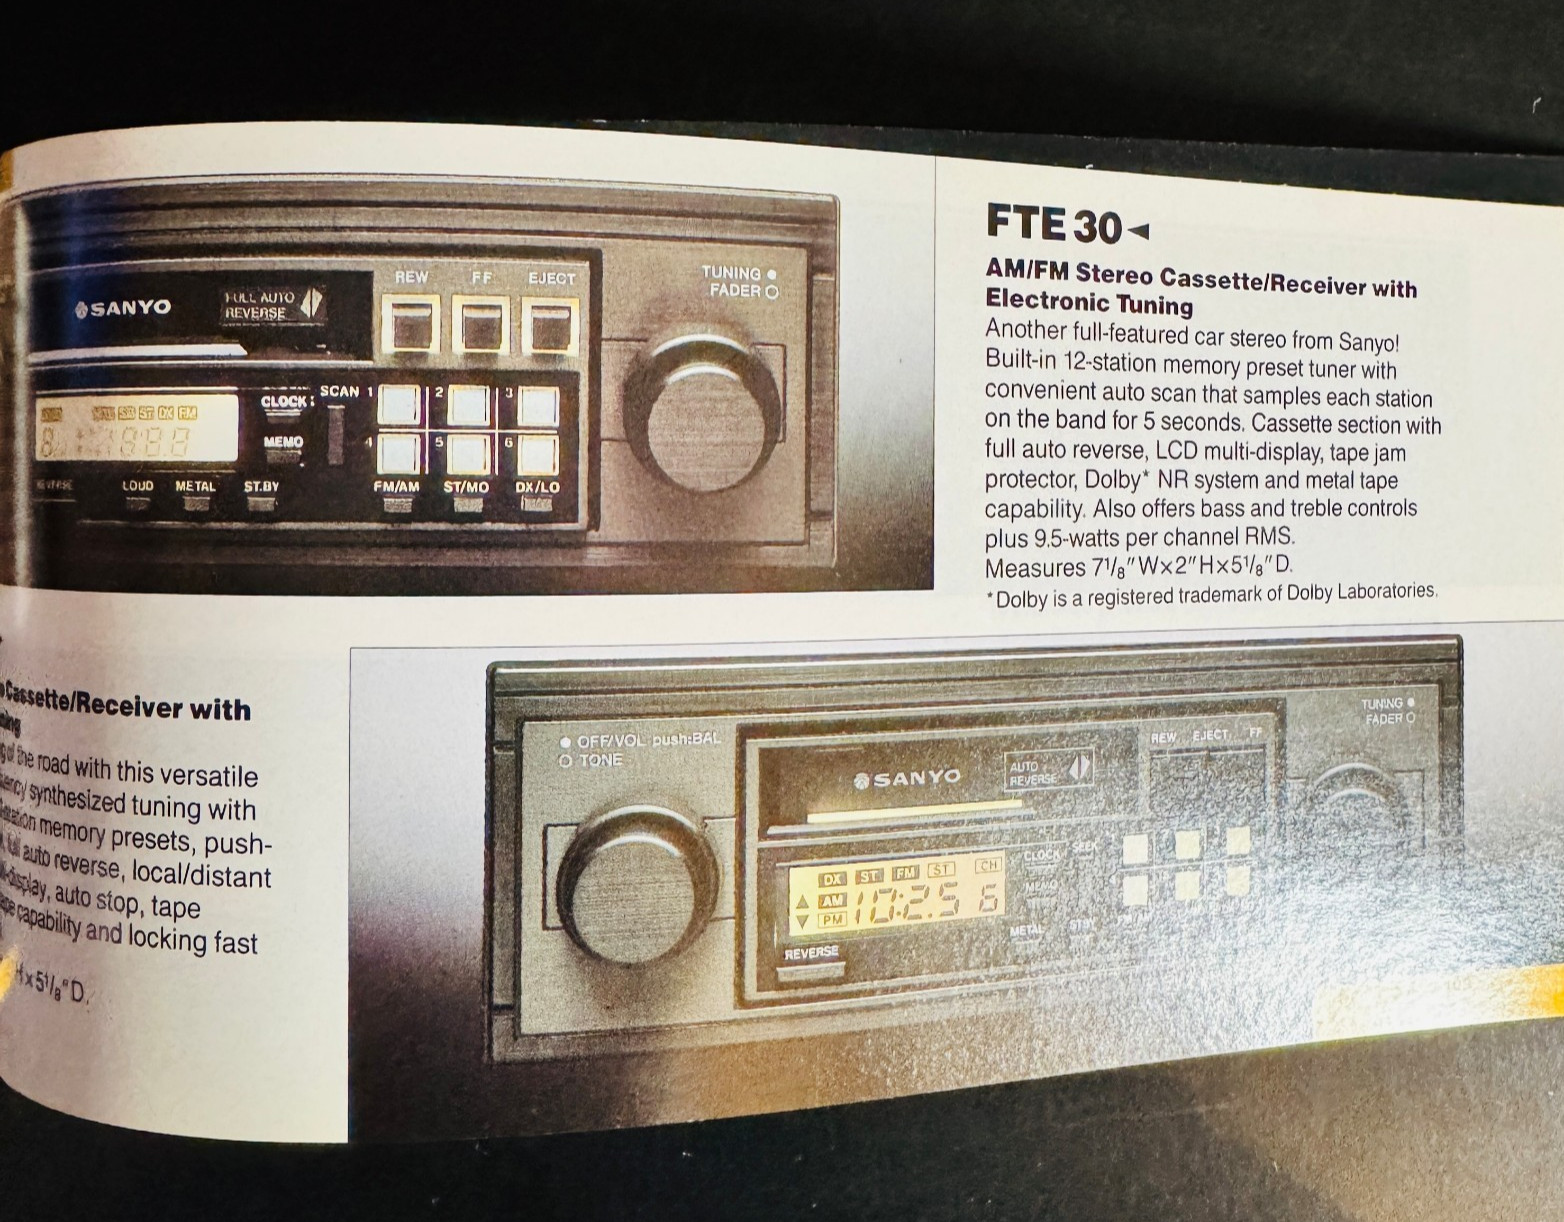 REW FF EJECT
TUNING ●
FADER ○
SANYO
FULL AUTO
REVERSE
CLOCK
SCAN 1 2 3
MEMO
4 5 6
LOUD METAL ST.BY
FM/AM ST/MO DX/LO
FTE 30◄
AM/FM Stereo Cassette/Receiver with
Electronic Tuning
Another full-featured car stereo from Sanyo!
Built-in 12-station memory preset tuner with
convenient auto scan that samples each station
on the band for 5 seconds. Cassette section with
full auto reverse, LCD multi-display, tape jam
protector, Dolby* NR system and metal tape
capability. Also offers bass and treble controls
plus 9.5-watts per channel RMS.
Measures 7 1/8"W×2"H×5 1/8"D.
*Dolby is a registered trademark of Dolby Laboratories.
Cassette/Receiver with
the road with this versatile
synthesized tuning with
memory presets, push-
auto reverse, local/distant
display, auto stop, tape
capability and locking fast
H×5 1/8"D.
● OFF/VOL push:BAL
○ TONE
TUNING ●
FADER ○
REW EJECT FF
SANYO
AUTO
REVERSE
CLOCK
DX ST FM ST CH
▲ AM 10:25 6
▼ PM
MEMO
METAL
REVERSE